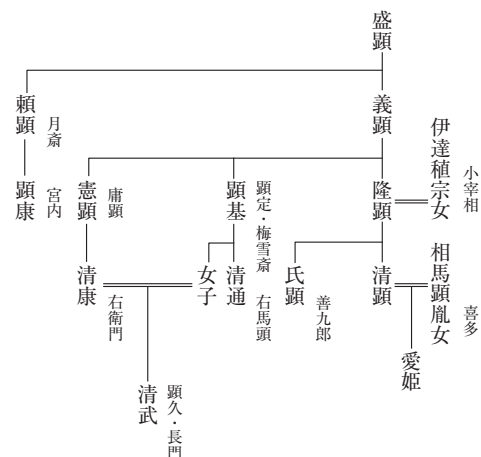 盛顕
義顕
頼顕
月斎
顕康
宮内
伊達稙宗女
小宰相
隆顕
顕基
顕定・梅雪斎
憲顕
庸顕
相馬顕胤女
喜多
清顕
氏顕
善九郎
清通
右馬頭
女子
清康
右衛門
愛姫
清武
顕久・長門